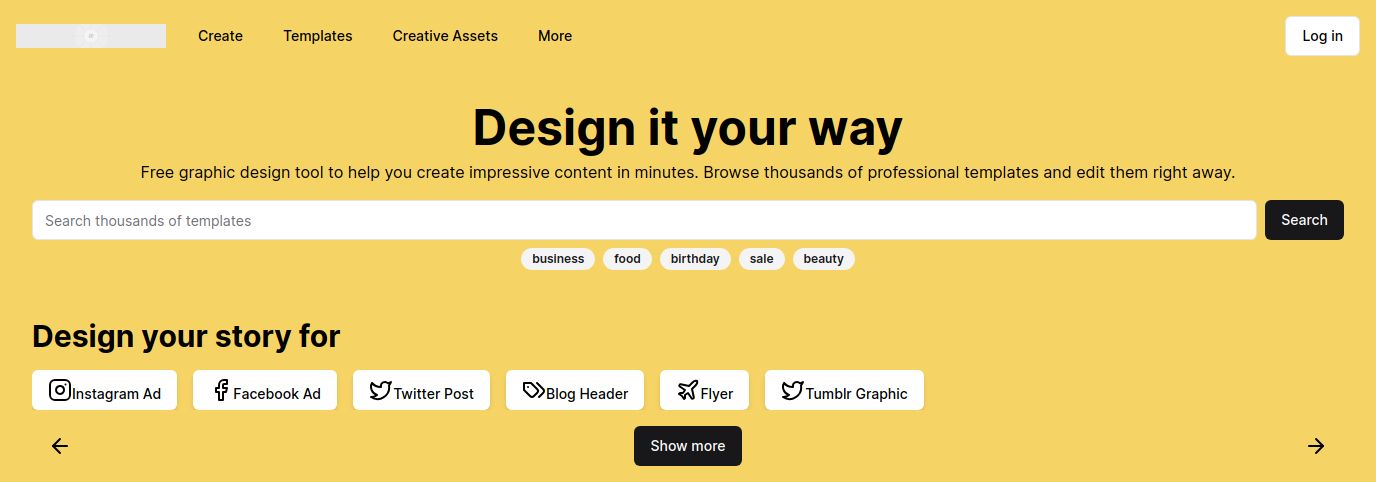 Create Templates Creative Assets More Log in
Design it your way
Free graphic design tool to help you create impressive content in minutes. Browse thousands of professional templates and edit them right away.
Search thousands of templates Search
business food birthday sale beauty
Design your story for
Instagram Ad Facebook Ad Twitter Post Blog Header Flyer Tumblr Graphic
Show more